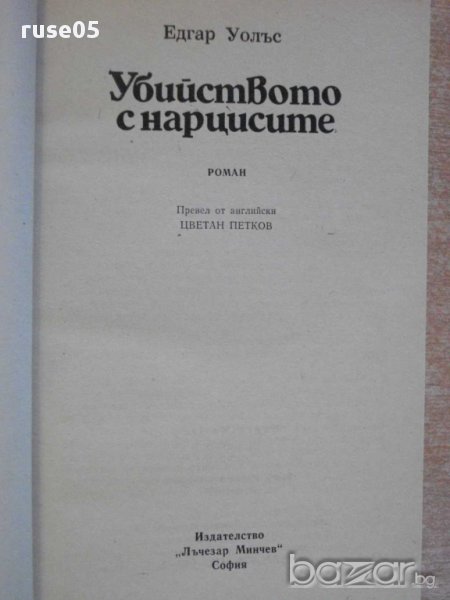 ruse05
Едгар Уолъс
Убийството
с нарцисите
РОМАН
Превел от английски
ЦВЕТАН ПЕТКОВ
Издателство
„Лъчезар Минчев"
София
bazar.bg